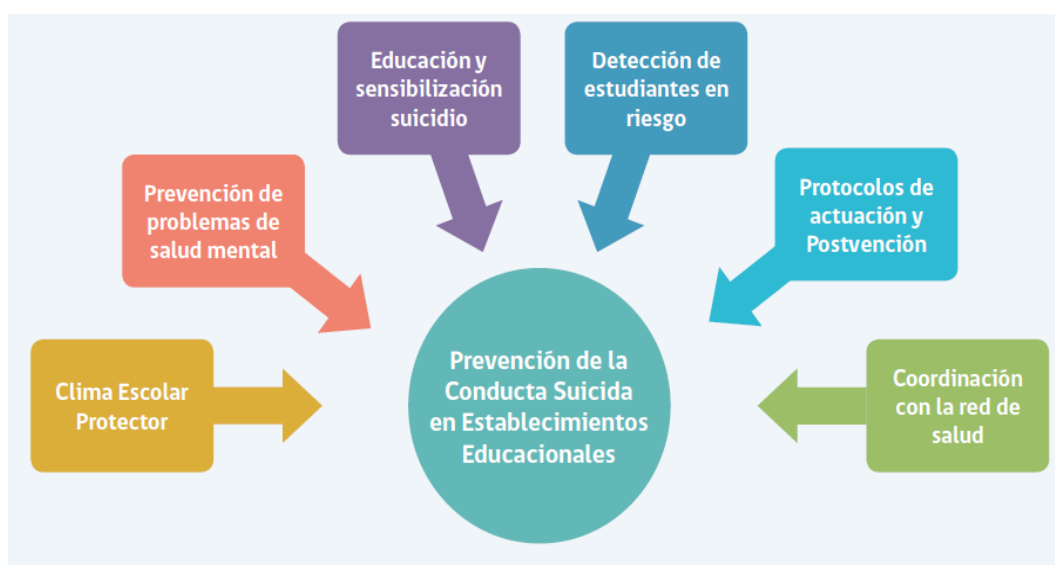 Educación y
sensibilización
suicidio
Detección de
estudiantes en
riesgo
Prevención de
problemas de
salud mental
Protocolos de
actuación y
Postvención
Clima Escolar
Protector
Prevención de la
Conducta Suicida
en Establecimientos
Educacionales
Coordinación
con la red de
salud